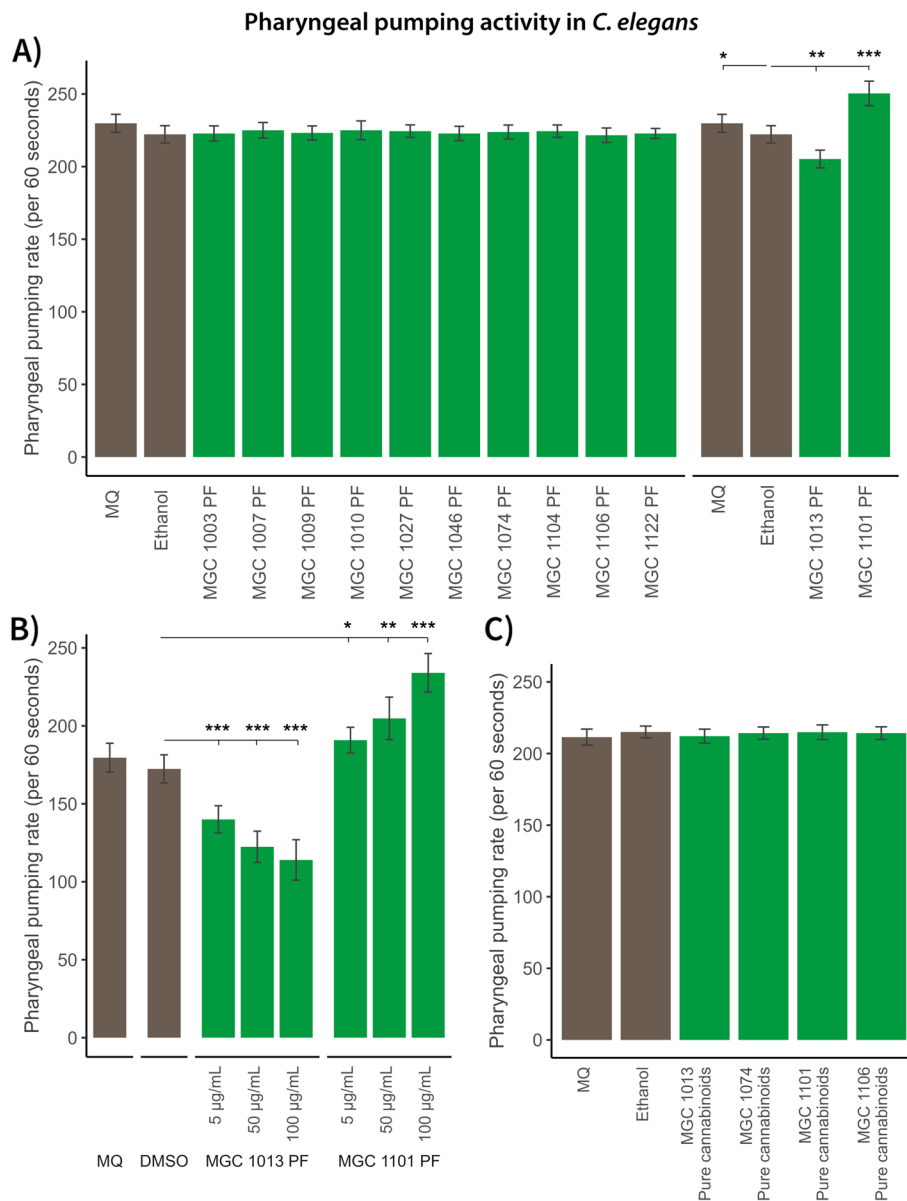 Pharyngeal pumping activity in C. elegans
A)
Pharyngeal pumping rate (per 60 seconds)
250
200
150
100
50
0
* ** ***
MQ
Ethanol
MGC 1003 PF
MGC 1007 PF
MGC 1009 PF
MGC 1010 PF
MGC 1027 PF
MGC 1046 PF
MGC 1074 PF
MGC 1104 PF
MGC 1106 PF
MGC 1122 PF
MQ
Ethanol
MGC 1013 PF
MGC 1101 PF
B)
Pharyngeal pumping rate (per 60 seconds)
250
200
150
100
50
0
* ** ***
*** *** ***
5 µg/mL
50 µg/mL
100 µg/mL
5 µg/mL
50 µg/mL
100 µg/mL
MQ DMSO MGC 1013 PF MGC 1101 PF
C)
Pharyngeal pumping rate (per 60 seconds)
250
200
150
100
50
0
MQ
Ethanol
MGC 1013
Pure cannabinoids
MGC 1074
Pure cannabinoids
MGC 1101
Pure cannabinoids
MGC 1106
Pure cannabinoids